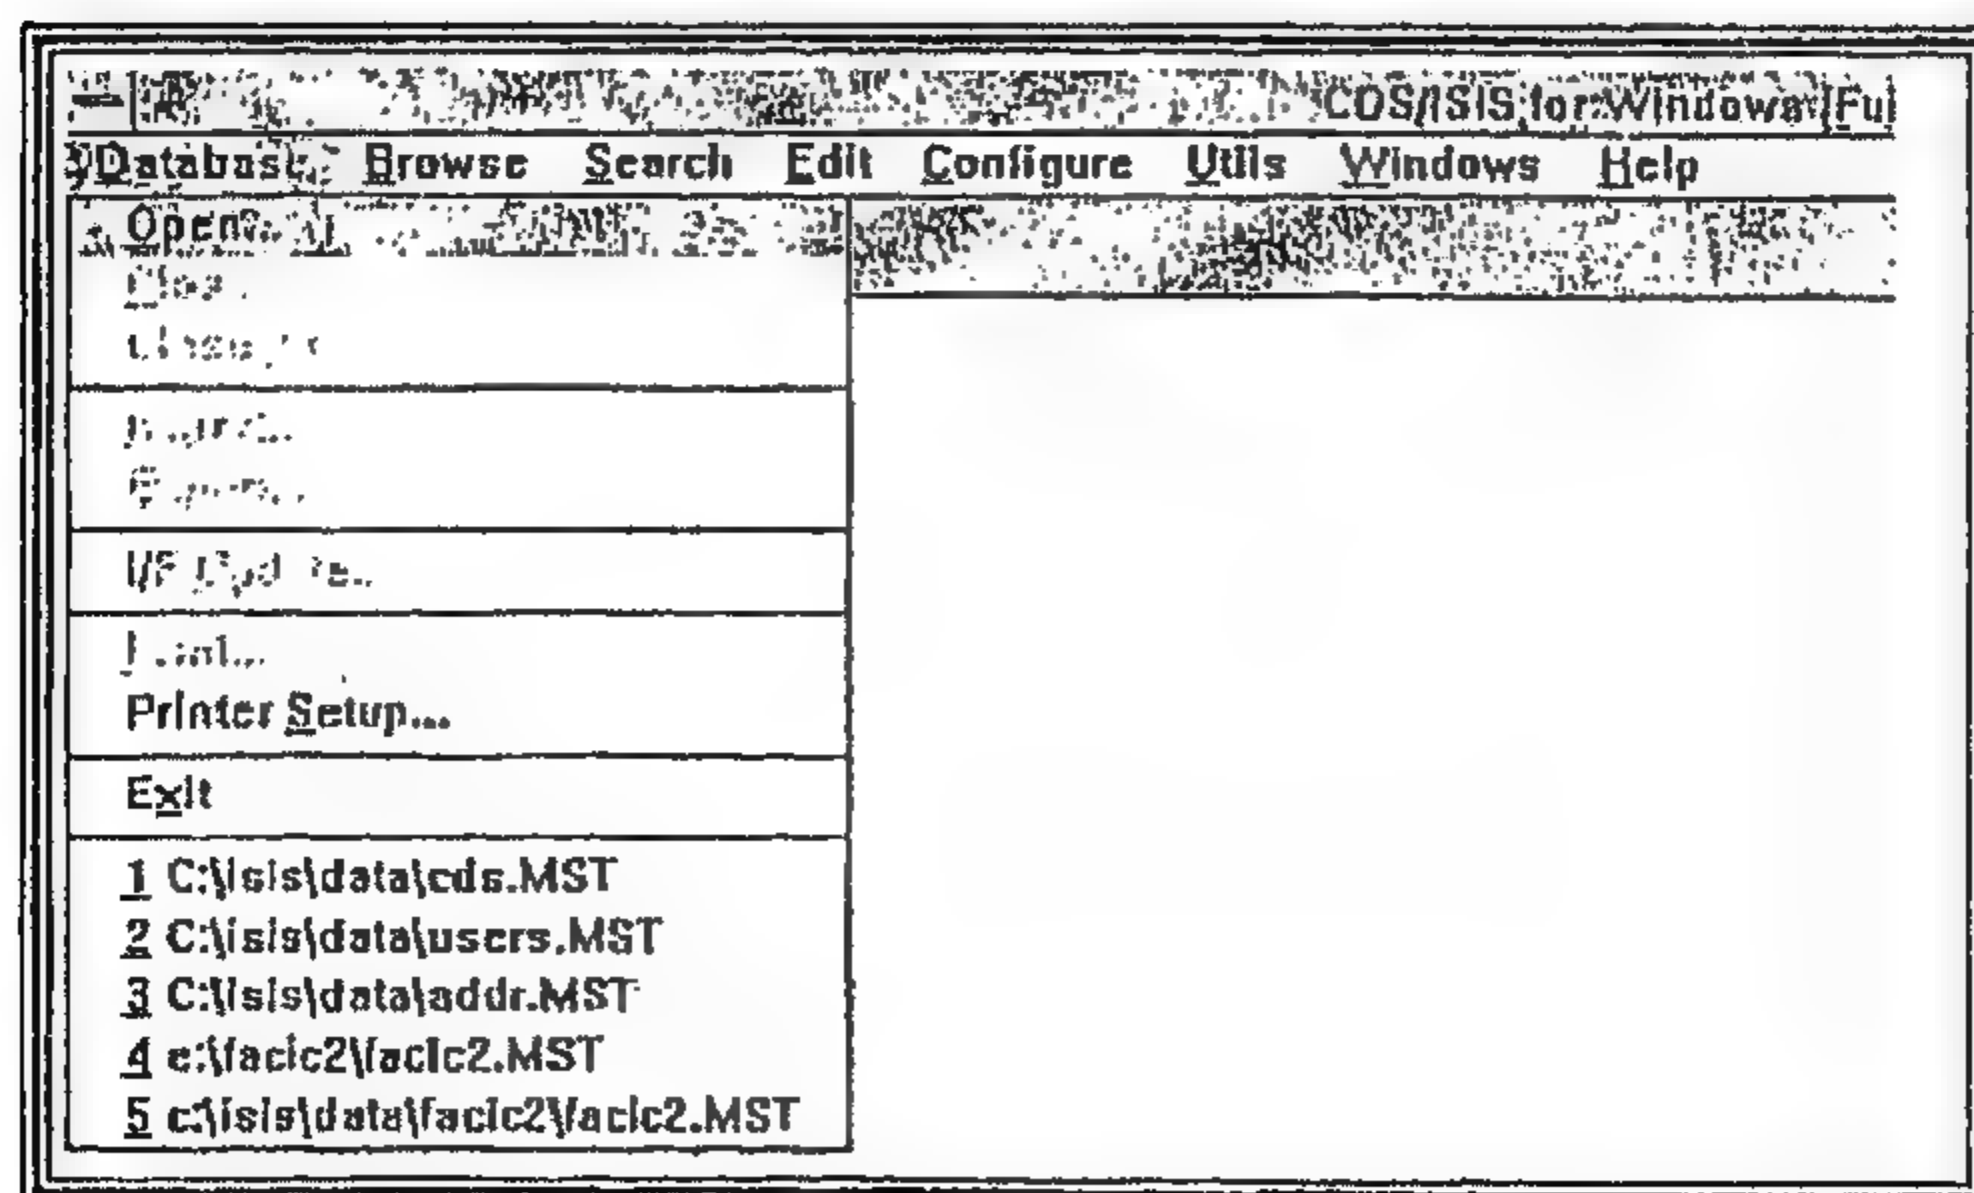 CDS/ISIS for Windows (Ful
Database Browse Search Edit Configure Utils Windows Help
Open...
I/F
Printer Setup...
Exit
1 C:\isis\data\cds.MST
2 C:\isis\data\users.MST
3 C:\isis\data\addr.MST
4 e:\facic2\facic2.MST
5 c:\isis\data\facic2\facic2.MST